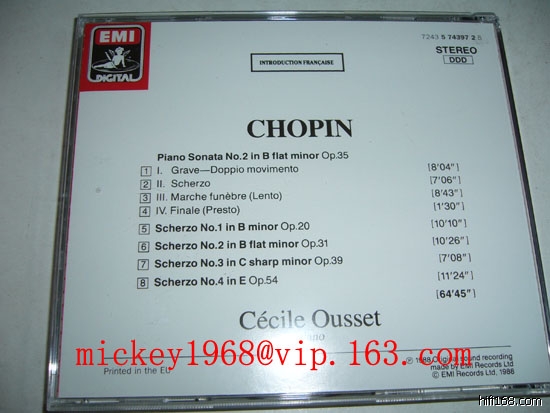 EMI
DIGITAL
7243 5 74397 2 5
STEREO
DDD
INTRODUCTION FRANÇAISE
CHOPIN
Piano Sonata No.2 in B flat minor Op.35
1 I. Grave—Doppio movimento [8'04"]
2 II. Scherzo [7'06"]
3 III. Marche funèbre (Lento) [8'43"]
4 IV. Finale (Presto) [1'30"]
5 Scherzo No.1 in B minor Op.20 [10'10"]
6 Scherzo No.2 in B flat minor Op.31 [10'26"]
7 Scherzo No.3 in C sharp minor Op.39 [7'08"]
8 Scherzo No.4 in E Op.54 [11'24"]
[64'45"]
Cécile Ousset
mickey1968@vip.163.com
℗ 1988 Original sound recording
made by EMI Records Ltd
© EMI Records Ltd, 1988
Printed in the EU
hifi168.com